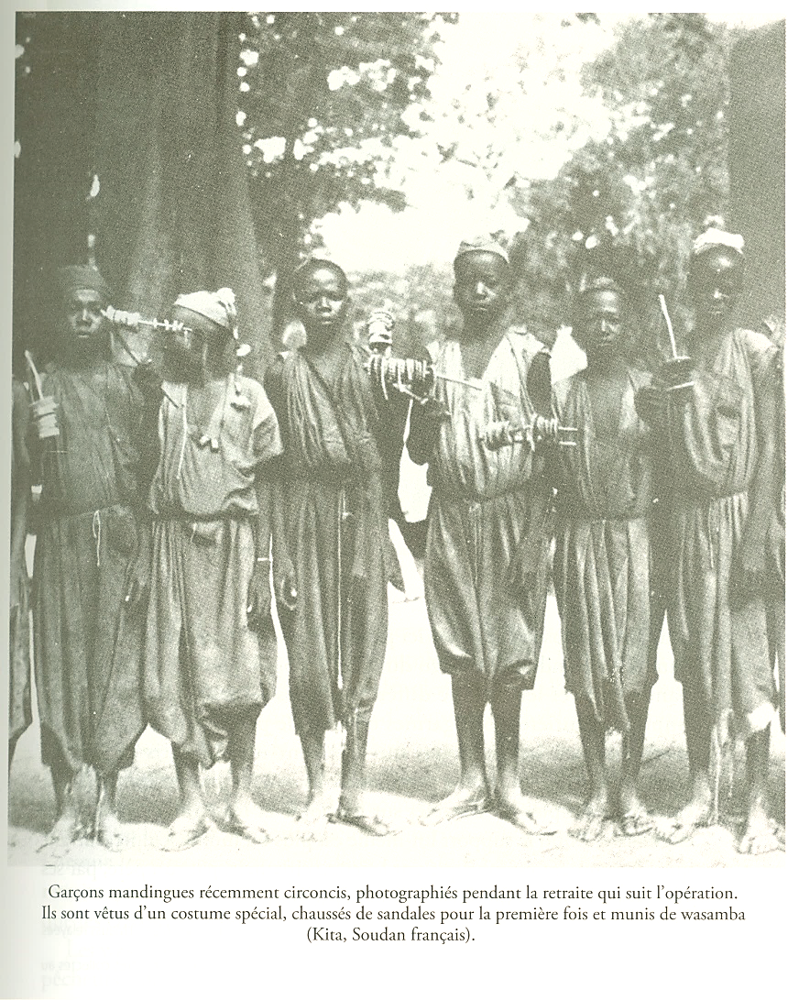 Garçons mandingues récemment circoncis, photographiés pendant la retraite qui suit l'opération.
Ils sont vêtus d'un costume spécial, chaussés de sandales pour la première fois et munis de wasamba
(Kita, Soudan français).